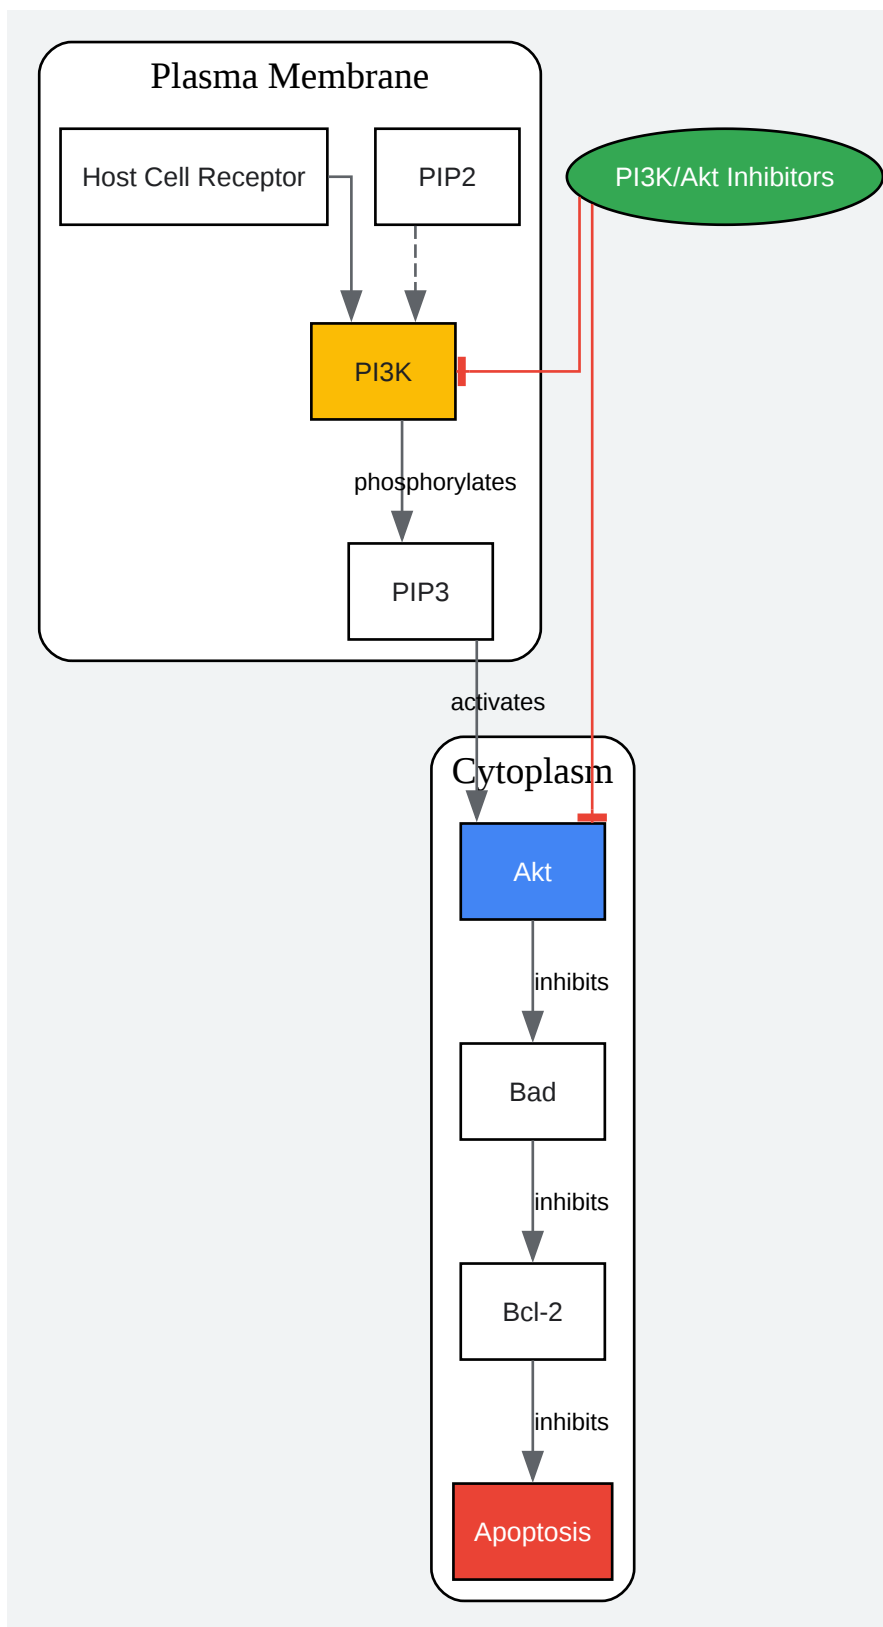 Plasma Membrane
Host Cell Receptor
PIP2
PI3K/Akt Inhibitors
PI3K
phosphorylates
PIP3
activates
Cytoplasm
Akt
inhibits
Bad
inhibits
Bcl-2
inhibits
Apoptosis